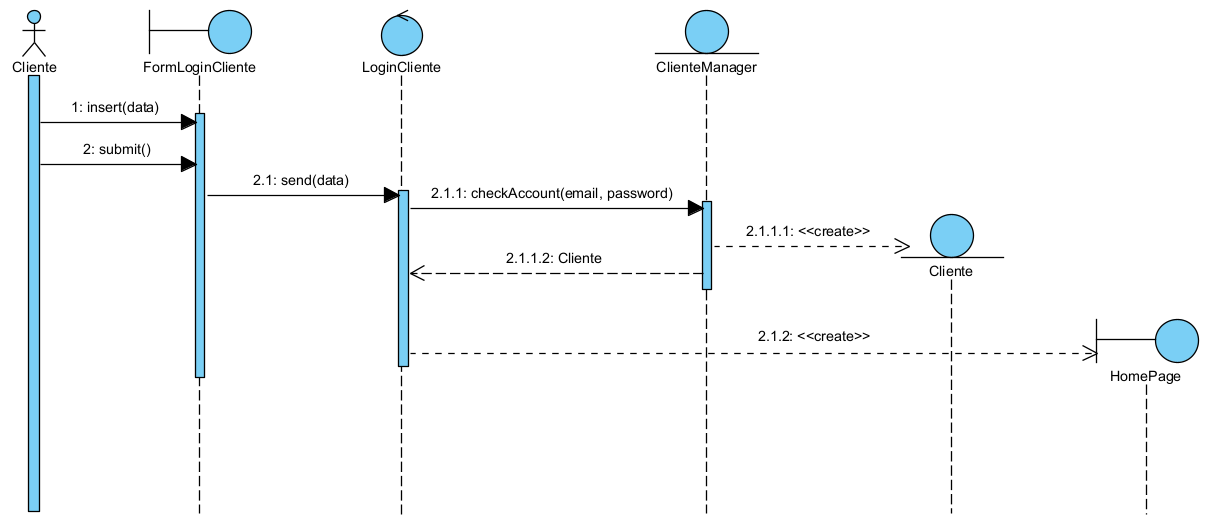 Cliente
FormLoginCliente
LoginCliente
ClienteManager
1: insert(data)
2: submit()
2.1: send(data)
2.1.1: checkAccount(email, password)
2.1.1.1: <<create>>
2.1.1.2: Cliente
Cliente
2.1.2: <<create>>
HomePage